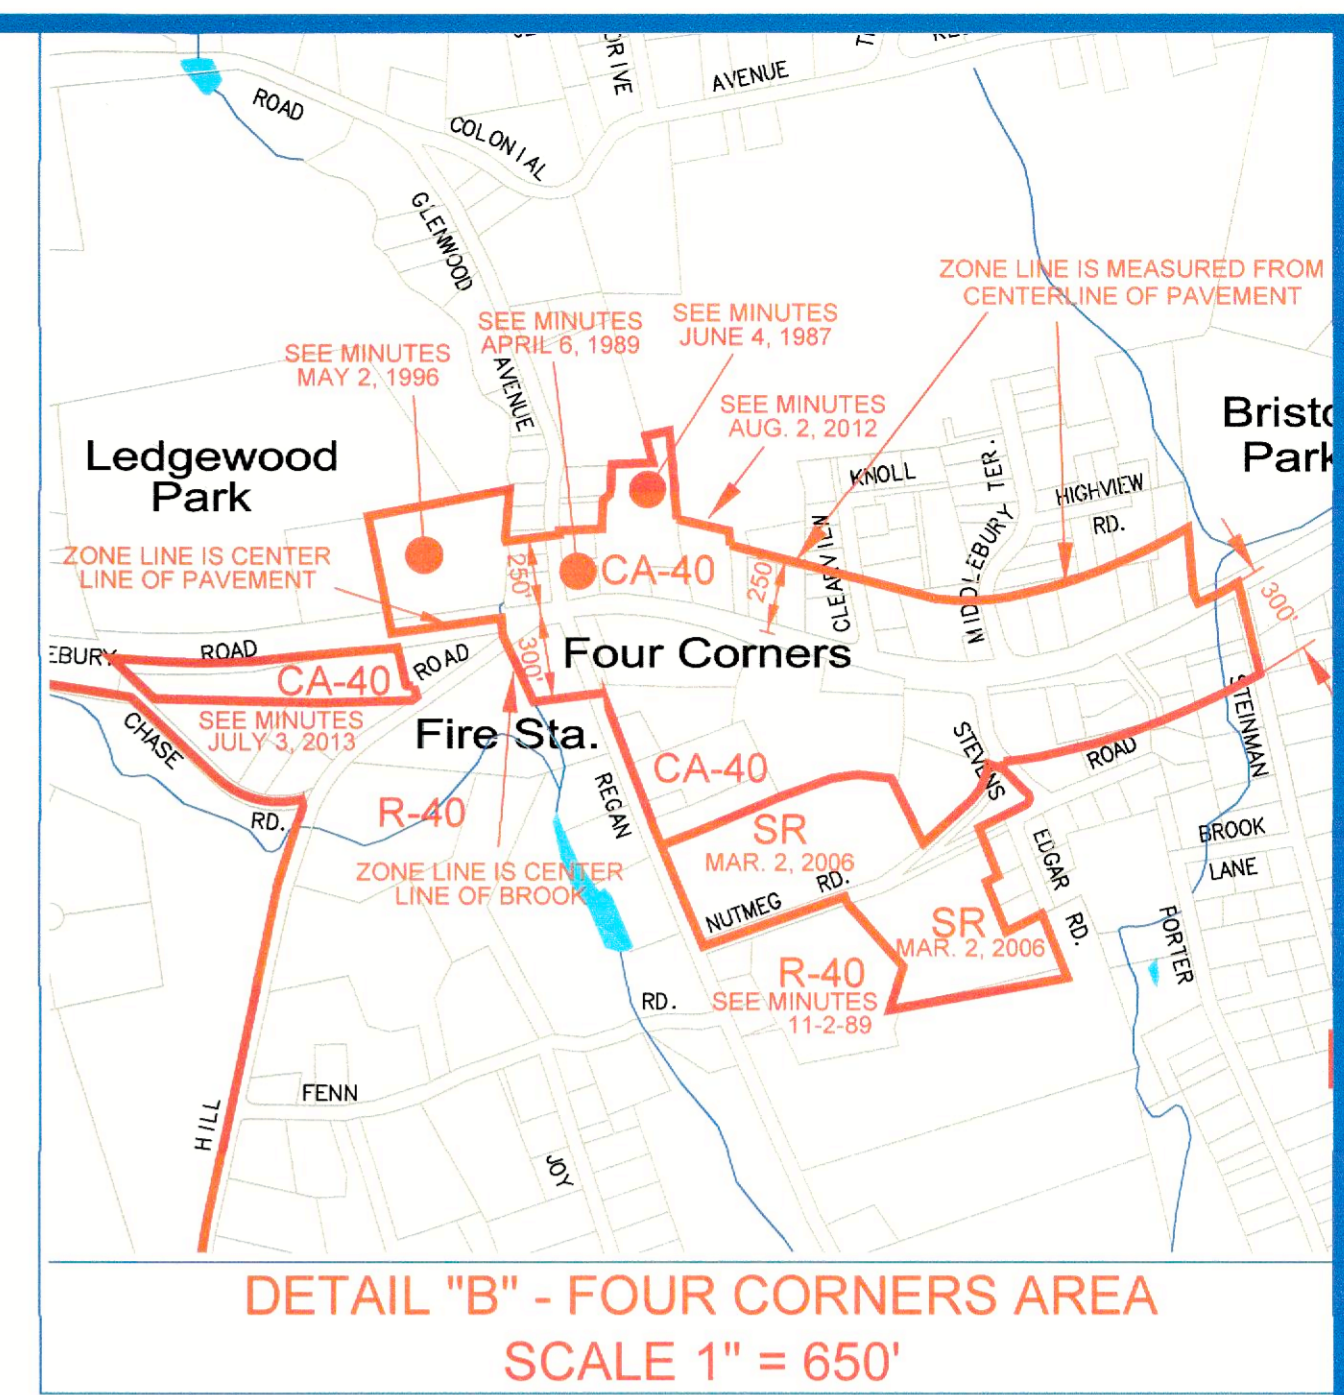 ROAD
COLONIAL
AVENUE
GLENWOOD
AVENUE
ZONE LINE IS MEASURED FROM
CENTERLINE OF PAVEMENT
SEE MINUTES
APRIL 6, 1989
SEE MINUTES
JUNE 4, 1987
SEE MINUTES
MAY 2, 1996
SEE MINUTES
AUG. 2, 2012
Ledgewood
Park
KNOLL
MIDDLEBURY TER.
HIGHVIEW
RD.
ZONE LINE IS CENTER
LINE OF PAVEMENT
250'
CA-40
250'
300'
300'
Four Corners
EBURY
ROAD
ROAD
CA-40
SEE MINUTES
JULY 3, 2013
Fire Sta.
CHASE
RD.
R-40
REGAN
CA-40
STEVENS
ROAD
STEINMAN
SR
MAR. 2, 2006
ZONE LINE IS CENTER
LINE OF BROOK
NUTMEG
RD.
EDGAR
RD.
BROOK
LANE
PORTER
SR
MAR. 2, 2006
R-40
SEE MINUTES
11-2-89
RD.
FENN
HILL
JOY
DETAIL "B" - FOUR CORNERS AREA
SCALE 1" = 650'